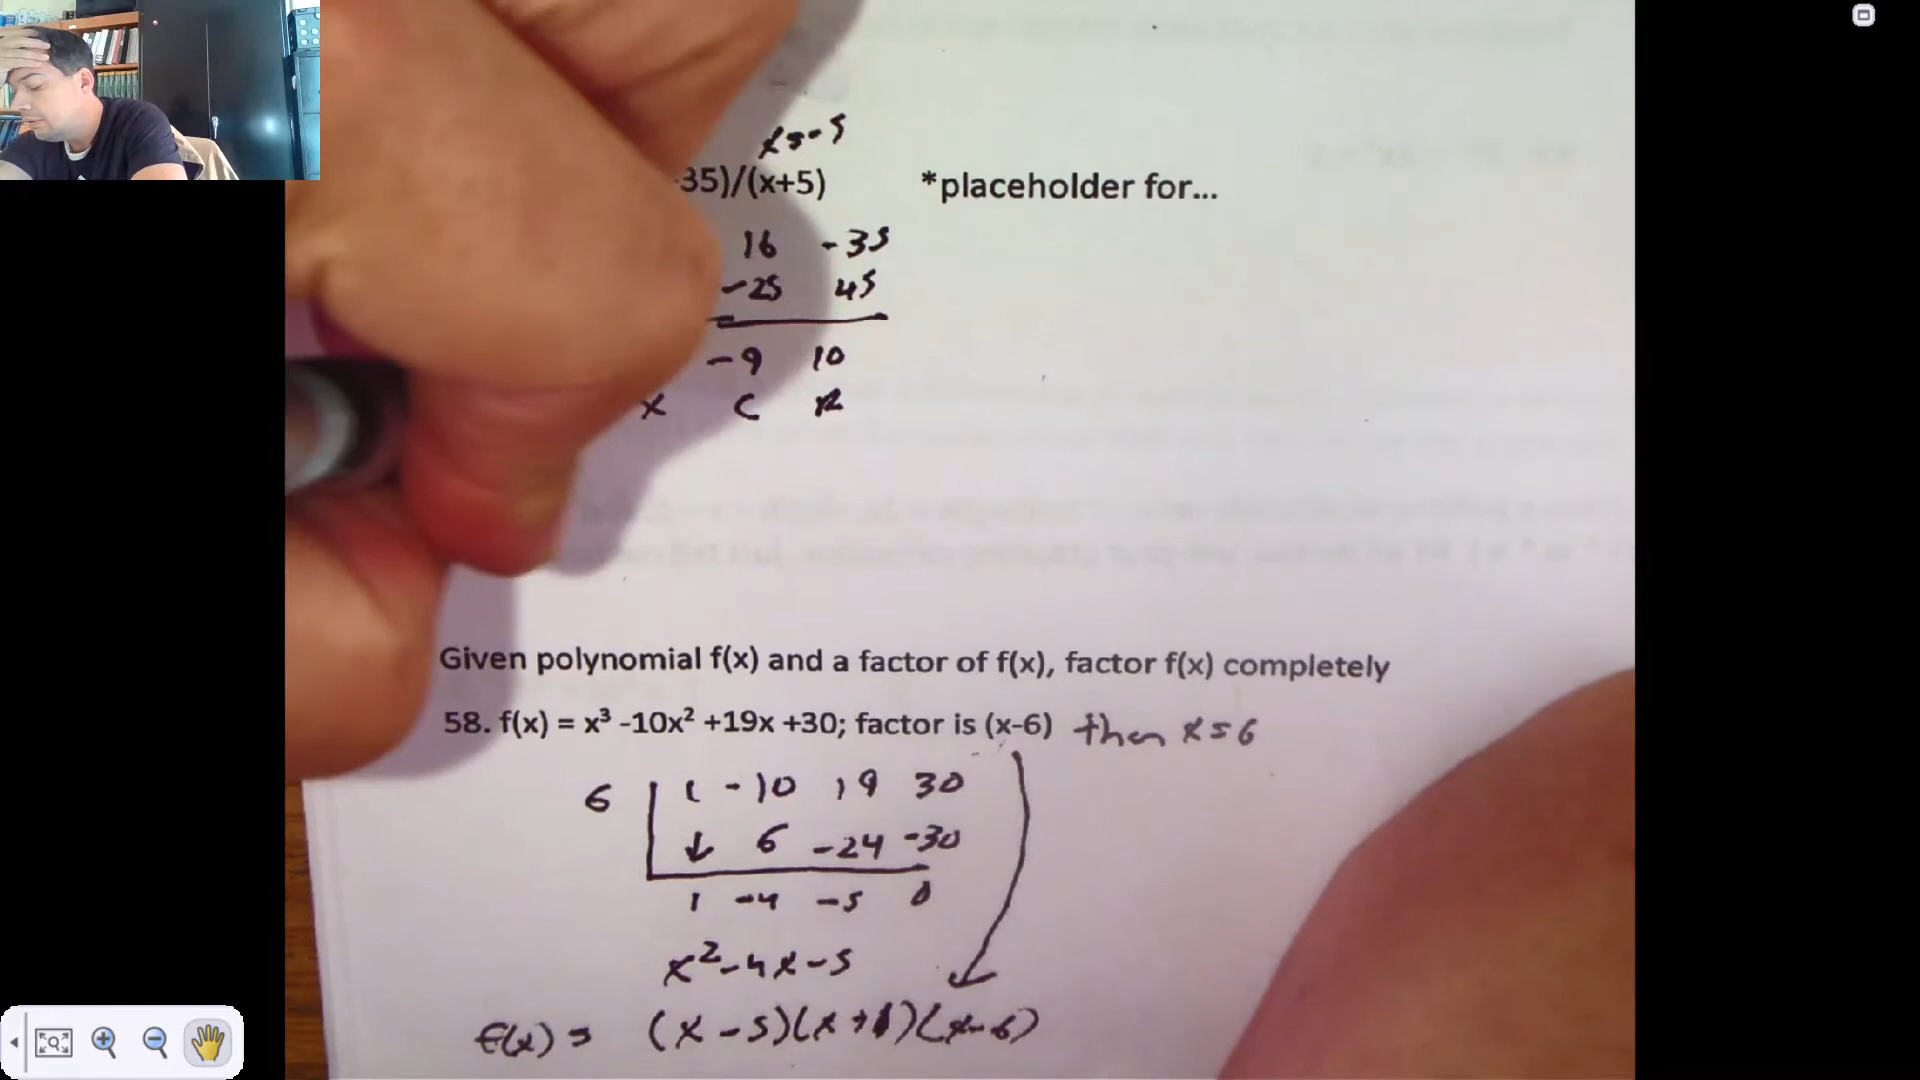 x=-5
-35)/(x+5) *placeholder for...
16 -35
-25 45
-9 10
x C R
Given polynomial f(x) and a factor of f(x), factor f(x) completely
58. f(x) = x³ -10x² +19x +30; factor is (x-6) then x=6
6 1 -10 19 30
↓ 6 -24 -30
1 -4 -5 0
x²-4x-5
f(x) = (x-5)(x+1)(x-6)